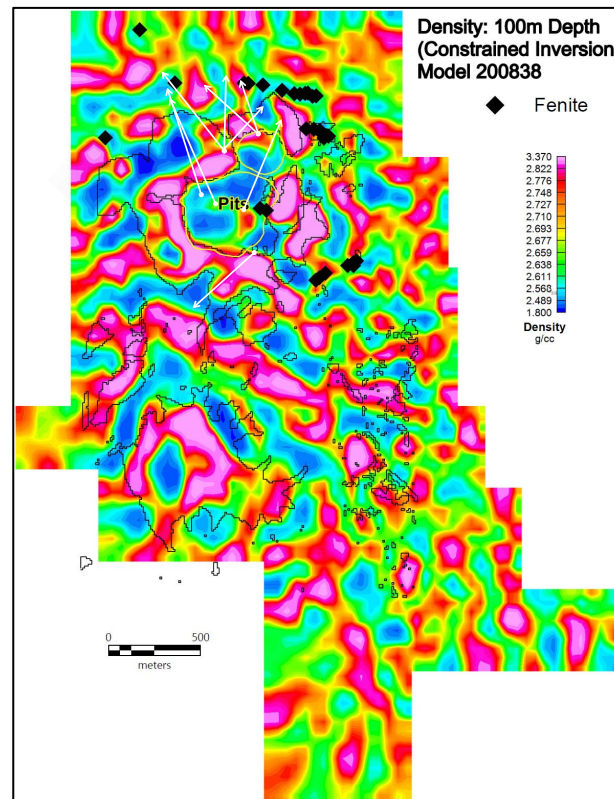 Density: 100m Depth
(Constrained Inversion
Model 200838
Fenite
3.370
2.822
2.776
2.748
2.727
2.710
2.693
2.677
2.659
2.638
2.611
2.568
2.489
1.800
Density
g/cc
Pits
0 500
meters